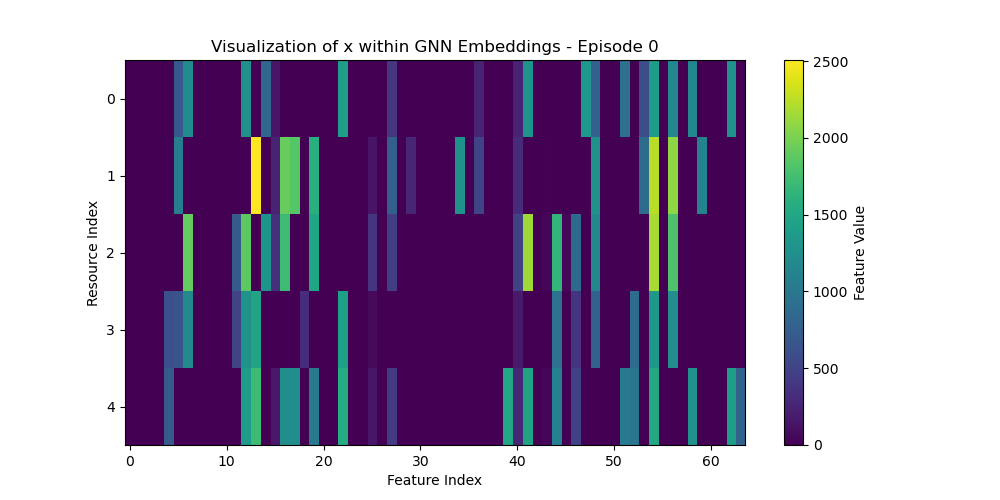 Visualization of x within GNN Embeddings - Episode 0
Resource Index
0
1
2
3
4
0 10 20 30 40 50 60
Feature Index
2500
2000
1500
1000
500
0
Feature Value